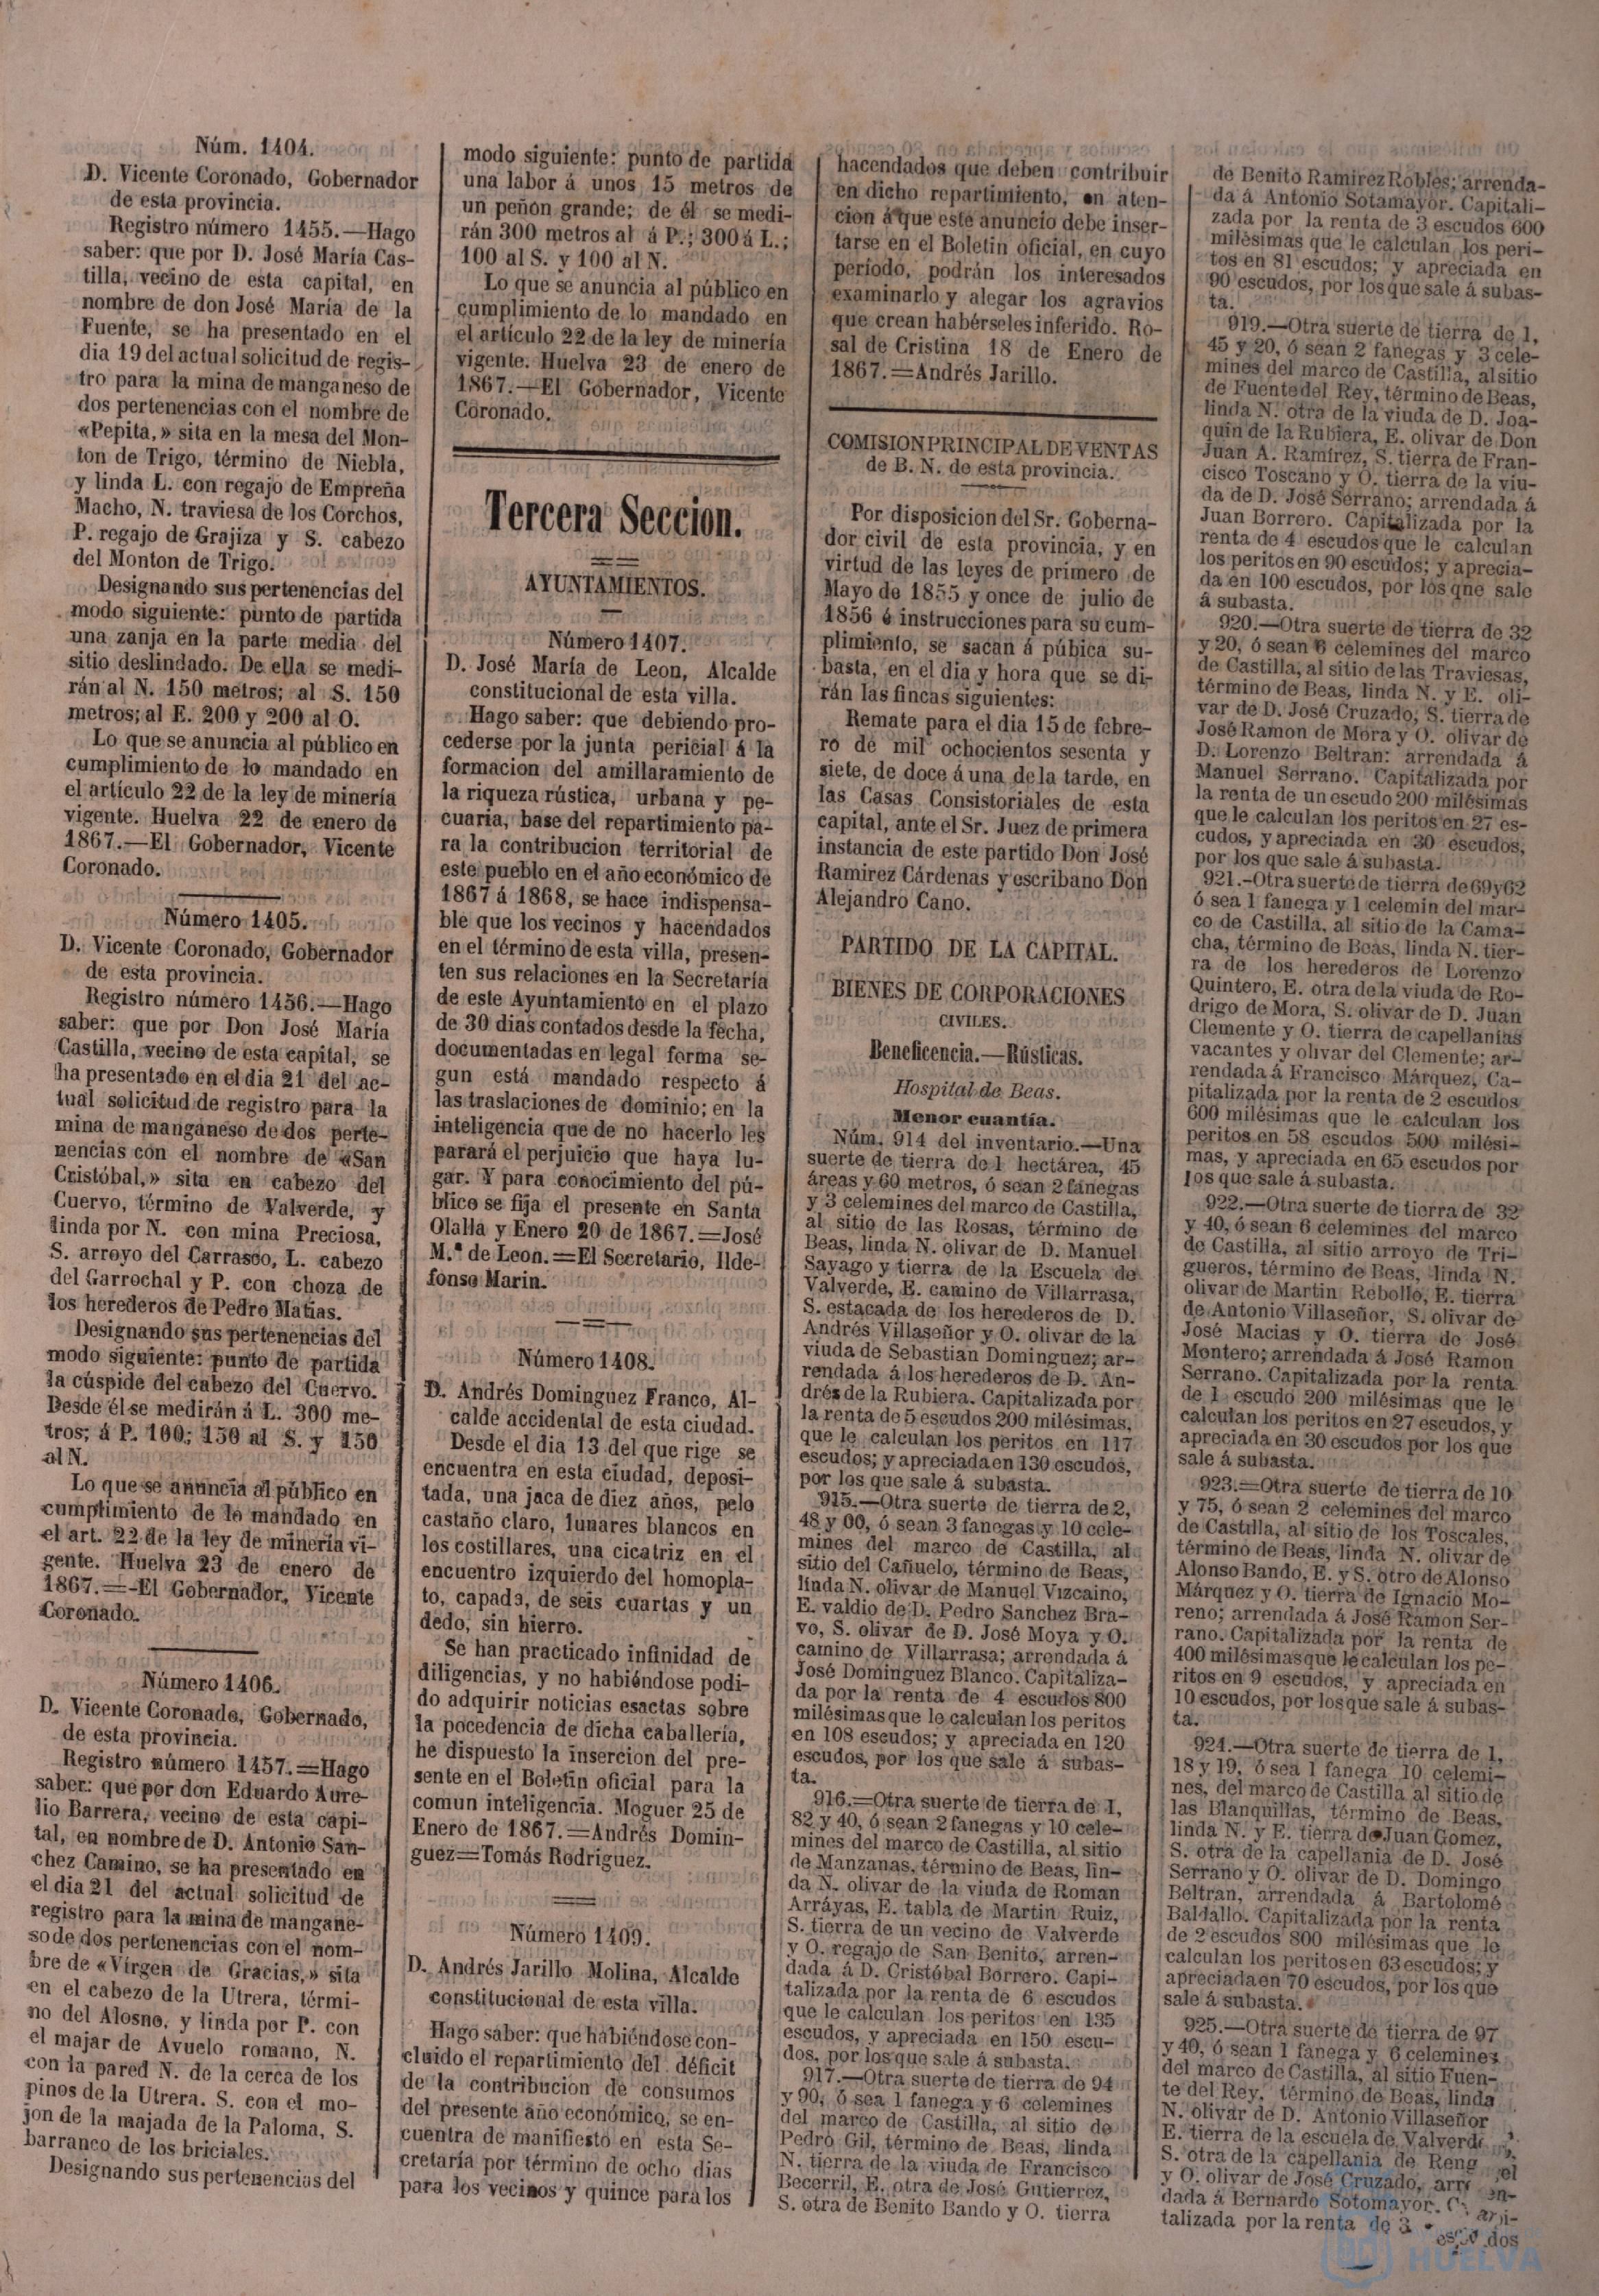 Núm. 1404.
D. Vicente Coronado, Gobernador
de esta provincia.
Registro número 1455.—Hago
saber: que por D. José María Cas-
tilla, vecino de esta capital, en
nombre de don José María de la
Fuente, se ha presentado en el
dia 19 del actual solicitud de regis-
tro para la mina de manganeso de
dos pertenencias con el nombre de
«Pepita,» sita en la mesa del Mon-
ton de Trigo, término de Niebla,
y linda L. con regajo de Empreña
Macho, N. traviesa de los Corchos,
P. regajo de Grajiza y S. cabezo
del Monton de Trigo.
Designando sus pertenencias del
modo siguiente: punto de partida
una zanja en la parte media del
sitio deslindado. De ella se medi-
rán al N. 150 metros; al S. 150
metros; al E. 200 y 200 al O.
Lo que se anuncia al público en
cumplimiento de lo mandado en
el artículo 22 de la ley de minería
vigente. Huelva 22 de enero de
1867.—El Gobernador, Vicente
Coronado.
Número 1405.
D. Vicente Coronado, Gobernador
de esta provincia.
Registro número 1456.—Hago
saber: que por Don José María
Castilla, vecino de esta capital, se
ha presentado en el dia 21 del ac-
tual solicitud de registro para la
mina de manganeso de dos perte-
nencias con el nombre de «San
Cristóbal,» sita en cabezo del
Cuervo, término de Valverde, y
linda por N. con mina Preciosa,
S. arroyo del Carrasco, L. cabezo
del Garrochal y P. con choza de
los herederos de Pedro Matias.
Designando sus pertenencias del
modo siguiente: punto de partida
la cúspide del cabezo del Cuervo.
Desde él se medirán á L. 300 me-
tros; á P. 100; 150 al S. y 150
al N.
Lo que se anuncia al público en
cumplimiento de lo mandado en
el art. 22 de la ley de minería vi-
gente. Huelva 23 de enero de
1867.—El Gobernador, Vicente
Coronado.
Número 1406.
D. Vicente Coronado, Gobernado,
de esta provincia.
Registro número 1457.=Hago
saber: que por don Eduardo Aure-
lio Barrera, vecino de esta capi-
tal, en nombre de D. Antonio San-
chez Camino, se ha presentado en
el dia 21 del actual solicitud de
registro para la mina de mangane-
so de dos pertenencias con el nom-
bre de «Virgen de Gracias,» sita
en el cabezo de la Utrera, térmi-
no del Alosno, y linda por P. con
el majar de Avuelo romano, N.
con la pared N. de la cerca de los
pinos de la Utrera. S. con el mo-
jon de la majada de la Paloma, S.
barranco de los briciales.
Designando sus pertenencias del
modo siguiente: punto de partida
una labor á unos 15 metros de
un peñon grande; de él se medi-
rán 300 metros al á P.; 300 á L.;
100 al S. y 100 al N.
Lo que se anuncia al público en
cumplimiento de lo mandado en
el artículo 22 de la ley de minería
vigente. Huelva 23 de enero de
1867.—El Gobernador, Vicente
Coronado.
Tercera Seccion.
AYUNTAMIENTOS.
Número 1407.
D. José María de Leon, Alcalde
constitucional de esta villa.
Hago saber: que debiendo pro-
cederse por la junta pericial á la
formacion del amillaramiento de
la riqueza rústica, urbana y pe-
cuaria, base del repartimiento pa-
ra la contribucion territorial de
este pueblo en el año económico de
1867 á 1868, se hace indispensa-
ble que los vecinos y hacendados
en el término de esta villa, presen-
ten sus relaciones en la Secretaría
de este Ayuntamiento en el plazo
de 30 dias contados desde la fecha,
documentadas en legal forma se-
gun está mandado respecto á
las traslaciones de dominio; en la
inteligencia que de no hacerlo les
parará el perjuicio que haya lu-
gar. Y para conocimiento del pú-
blico se fija el presente en Santa
Olalla y Enero 20 de 1867.=José
M.ª de Leon.=El Secretario, Ilde-
fonso Marin.
Número 1408.
D. Andrés Dominguez Franco, Al-
calde accidental de esta ciudad.
Desde el dia 13 del que rige se
encuentra en esta ciudad, deposi-
tada, una jaca de diez años, pelo
castaño claro, lunares blancos en
los costillares, una cicatriz en el
encuentro izquierdo del homopla-
to, capada, de seis cuartas y un
dedo, sin hierro.
Se han practicado infinidad de
diligencias, y no habiéndose podi-
do adquirir noticias esactas sobre
la pocedencia de dicha caballería,
he dispuesto la insercion del pre-
sente en el Boletin oficial para la
comun inteligencia. Moguer 25 de
Enero de 1867.=Andrés Domin-
guez=Tomás Rodriguez.
Número 1409.
D. Andrés Jarillo Molina, Alcalde
constitucional de esta villa.
Hago saber: que habiéndose con-
cluido el repartimiento del déficit
de la contribucion de consumos
del presente año económico, se en-
cuentra de manifiesto en esta Se-
cretaría por término de ocho dias
para los vecinos y quince para los
hacendados que deben contribuir
en dicho repartimiento, en aten-
cion á que este anuncio debe inser-
tarse en el Boletin oficial, en cuyo
período, podrán los interesados
examinarlo y alegar los agravios
que crean habérseles inferido. Ro-
sal de Cristina 18 de Enero de
1867.=Andrés Jarillo.
COMISION PRINCIPAL DE VENTAS
de B. N. de esta provincia.
Por disposicion del Sr. Goberna-
dor civil de esta provincia, y en
virtud de las leyes de primero de
Mayo de 1855 y once de julio de
1856 é instrucciones para su cum-
plimiento, se sacan á púbica su-
basta, en el dia y hora que se di-
rán las fincas siguientes:
Remate para el dia 15 de febre-
ro de mil ochocientos sesenta y
siete, de doce á una de la tarde, en
las Casas Consistoriales de esta
capital, ante el Sr. Juez de primera
instancia de este partido Don José
Ramirez Cárdenas y escribano Don
Alejandro Cano.
PARTIDO DE LA CAPITAL.
BIENES DE CORPORACIONES
CIVILES.
Beneficencia.—Rústicas.
Hospital de Beas.
Menor cuantía.
Núm. 914 del inventario.—Una
suerte de tierra de 1 hectárea, 45
áreas y 60 metros, ó sean 2 fánegas
y 3 celemines del marco de Castilla,
al sitio de las Rosas, término de
Beas, linda N. olivar de D. Manuel
Sayago y tierra de la Escuela de
Valverde, E. camino de Villarrasa,
S. estacada de los herederos de D.
Andrés Villaseñor y O. olivar de la
viuda de Sebastian Dominguez; ar-
rendada á los herederos de D. An-
drés de la Rubiera. Capitalizada por
la renta de 5 escudos 200 milésimas,
que le calculan los peritos en 117
escudos; y apreciada en 130 escudos,
por los que sale á subasta.
915.—Otra suerte de tierra de 2,
48 y 00, ó sean 3 fanegas y 10 cele-
mines del marco de Castilla, al
sitio del Cañuelo, término de Beas,
linda N. olivar de Manuel Vizcaino,
E. valdio de D. Pedro Sanchez Bra-
vo, S. olivar de D. José Moya y O.
camino de Villarrasa; arrendada á
José Dominguez Blanco. Capitaliza-
da por la renta de 4 escudos 800
milésimas que le calculan los peritos
en 108 escudos; y apreciada en 120
escudos, por los que sale á subas-
ta.
916.=Otra suerte de tierra de 1,
82 y 40, ó sean 2 fanegas y 10 cele-
mines del marco de Castilla, al sitio
de Manzanas, término de Beas, lin-
da N. olivar de la viuda de Roman
Arráyas, E. tabla de Martin Ruiz,
S. tierra de un vecino de Valverde
y O. regajo de San Benito, arren-
dada á D. Cristóbal Borrero. Capi-
talizada por la renta de 6 escudos
que le calculan los peritos en 135
escudos, y apreciada en 150 escu-
dos, por los que sale á subasta.
917.—Otra suerte de tierra de 94
y 90, ó sea 1 fanega y 6 celemines
del marco de Castilla, al sitio de
Pedro Gil, término de Beas, linda
N. tierra de la viuda de Francisco
Becerril, E. otra de José Gutierrez,
S. otra de Benito Bando y O. tierra
de Benito Ramirez Robles; arrenda-
da á Antonio Sotamayor. Capitali-
zada por la renta de 3 escudos 600
milésimas que le calculan los peri-
tos en 81 escudos; y apreciada en
90 escudos, por los que sale á subas-
ta.
919.—Otra suerte de tierra de 1,
45 y 20, ó sean 2 fanegas y 3 cele-
mines del marco de Castilla, al sitio
de Fuente del Rey, término de Beas,
linda N. otra de la viuda de D. Joa-
quin de la Rubiera, E. olivar de Don
Juan A. Ramirez, S. tierra de Fran-
cisco Toscano y O. tierra de la viu-
da de D. José Serrano; arrendada á
Juan Borrero. Capitalizada por la
renta de 4 escudos que le calculan
los peritos en 90 escudos; y aprecia-
da en 100 escudos, por los que sale
á subasta.
920.—Otra suerte de tierra de 32
y 20, ó sean 6 celemines del marco
de Castilla, al sitio de las Traviesas,
término de Beas, linda N. y E. oli-
var de D. José Cruzado, S. tierra de
José Ramon de Mora y O. olivar de
D. Lorenzo Beltran: arrendada á
Manuel Serrano. Capitalizada por
la renta de un escudo 200 milésimas
que le calculan los peritos en 27 es-
cudos, y apreciada en 30 escudos,
por los que sale á subasta.
921.-Otra suerte de tierra de 69 y 62
ó sea 1 fanega y 1 celemin del mar-
co de Castilla, al sitio de la Cama-
cha, término de Beas, linda N. tier-
ra de los herederos de Lorenzo
Quintero, E. otra de la viuda de Ro-
drigo de Mora, S. olivar de D. Juan
Clemente y O. tierra de capellanías
vacantes y olivar del Clemente; ar-
rendada á Francisco Márquez, Ca-
pitalizada por la renta de 2 escudos
600 milésimas que le calculan los
peritos en 58 escudos 500 milési-
mas, y apreciada en 65 escudos por
los que sale á subasta.
922.—Otra suerte de tierra de 32
y 40, ó sean 6 celemines del marco
de Castilla, al sitio arroyo de Tri-
gueros, término de Beas, linda N.
olivar de Martin Rebollo, E. tierra
de Antonio Villaseñor, S. olivar de
José Macias y O. tierra de José
Montero; arrendada á José Ramon
Serrano. Capitalizada por la renta
de 1 escudo 200 milésimas que le
calculan los peritos en 27 escudos, y
apreciada en 30 escudos por los que
sale á subasta.
923.=Otra suerte de tierra de 10
y 75, ó sean 2 celemines del marco
de Castilla, al sitio de los Toscales,
término de Beas, linda N. olivar de
Alonso Bando, E. y S. otro de Alonso
Márquez y O. tierra de Ignacio Mo-
reno; arrendada á José Ramon Ser-
rano. Capitalizada por la renta de
400 milésimas que le calculan los pe-
ritos en 9 escudos, y apreciada en
10 escudos, por los que sale á subas-
ta.
924.—Otra suerte de tierra de 1,
18 y 19, ó sea 1 fanega 10 celemi-
nes, del marco de Castilla al sitio de
las Blanquillas, término de Beas,
linda N. y E. tierra de Juan Gomez,
S. otra de la capellania de D. José
Serrano y O. olivar de D. Domingo
Beltran, arrendada á Bartolomé
Baldallo. Capitalizada por la renta
de 2 escudos 800 milésimas que le
calculan los peritos en 63 escudos; y
apreciada en 70 escudos, por los que
sale á subasta.
925.—Otra suerte de tierra de 97
y 40, ó sean 1 fanega y 6 celemines
del marco de Castilla, al sitio Fuen-
te del Rey, término de Beas, linda
N. olivar de D. Antonio Villaseñor
E. tierra de la escuela de Valverde,
S. otra de la capellania de
y O. olivar de José Cruzado, arren-
dada á Bernardo Sotomayor. Capi-
talizada por la renta de 3 escudos
HUELVA